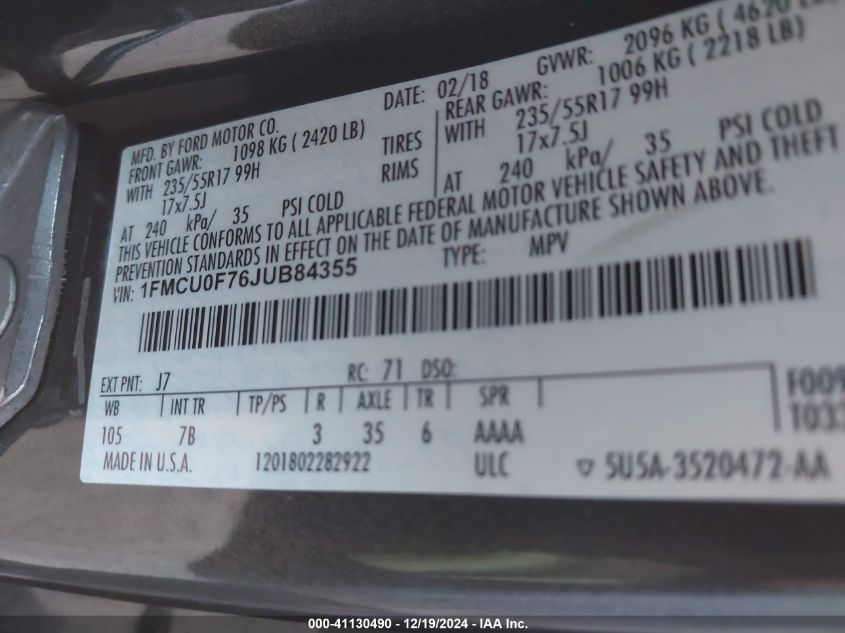 MFD. BY FORD MOTOR CO. DATE: 02/18 GVWR: 2096 KG ( 4620
FRONT GAWR: 1098 KG ( 2420 LB) REAR GAWR: 1006 KG ( 2218 LB)
WITH 235/55R17 99H TIRES WITH 235/55R17 99H
17x7.5J RIMS 17x7.5J
AT 240 kPa/ 35 PSI COLD AT 240 kPa/ 35 PSI COLD
THIS VEHICLE CONFORMS TO ALL APPLICABLE FEDERAL MOTOR VEHICLE SAFETY AND THEFT
PREVENTION STANDARDS IN EFFECT ON THE DATE OF MANUFACTURE SHOWN ABOVE.
VIN: 1FMCU0F76JUB84355 TYPE: MPV
EXT PNT: J7 RC: 71 DSO:
WB INT TR TP/PS R AXLE TR SPR
105 7B 3 35 6 AAAA
MADE IN U.S.A. 1201802282922 ULC ▽ 5U5A-3520472-AA
000-41130490 - 12/19/2024 - IAA Inc.